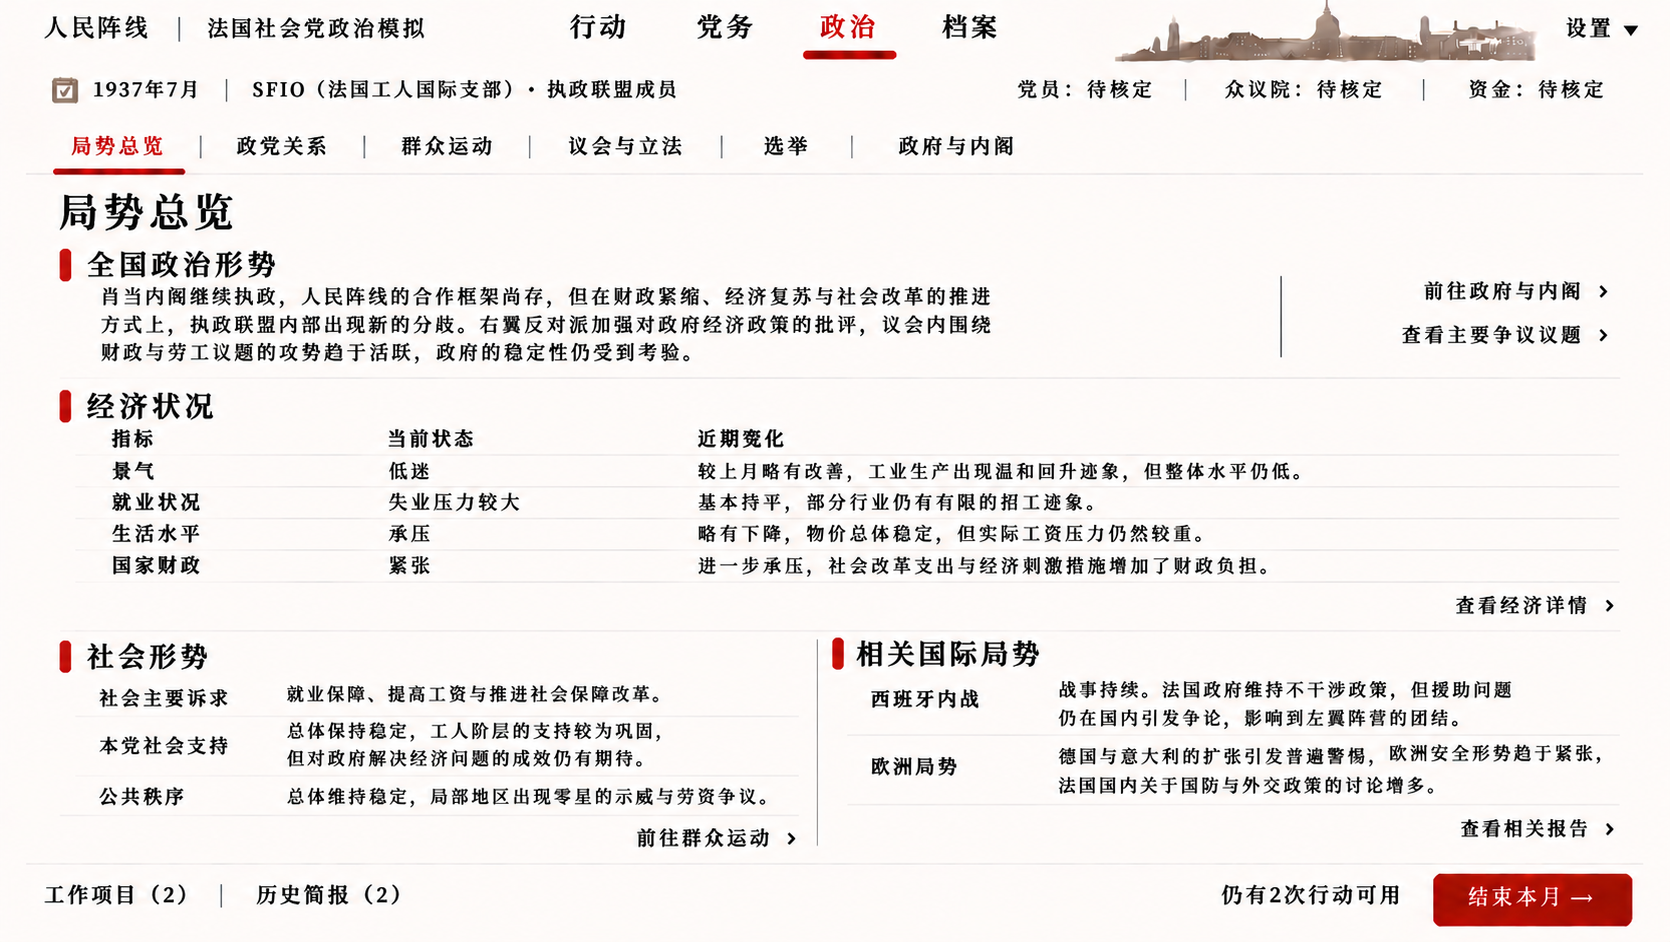 人民阵线 | 法国社会党政治模拟 行动 党务 政治 档案 设置 ▼
1937年7月 | SFIO（法国工人国际支部）· 执政联盟成员 党员：待核定 | 众议院：待核定 | 资金：待核定
局势总览 | 政党关系 | 群众运动 | 议会与立法 | 选举 | 政府与内阁
局势总览
全国政治形势
肖当内阁继续执政，人民阵线的合作框架尚存，但在财政紧缩、经济复苏与社会改革的推进
方式上，执政联盟内部出现新的分歧。右翼反对派加强对政府经济政策的批评，议会内围绕
财政与劳工议题的攻势趋于活跃，政府的稳定性仍受到考验。
前往政府与内阁 ›
查看主要争议议题 ›
经济状况
指标 当前状态 近期变化
景气 低迷 较上月略有改善，工业生产出现温和回升迹象，但整体水平仍低。
就业状况 失业压力较大 基本持平，部分行业仍有有限的招工迹象。
生活水平 承压 略有下降，物价总体稳定，但实际工资压力仍然较重。
国家财政 紧张 进一步承压，社会改革支出与经济刺激措施增加了财政负担。
查看经济详情 ›
社会形势
社会主要诉求 就业保障、提高工资与推进社会保障改革。
本党社会支持 总体保持稳定，工人阶层的支持较为巩固，
但对政府解决经济问题的成效仍有期待。
公共秩序 总体维持稳定，局部地区出现零星的示威与劳资争议。
前往群众运动 ›
相关国际局势
西班牙内战 战事持续。法国政府维持不干涉政策，但援助问题
仍在国内引发争论，影响到左翼阵营的团结。
欧洲局势 德国与意大利的扩张引发普遍警惕，欧洲安全形势趋于紧张，
法国国内关于国防与外交政策的讨论增多。
查看相关报告 ›
工作项目（2） | 历史简报（2） 仍有2次行动可用 结束本月 →